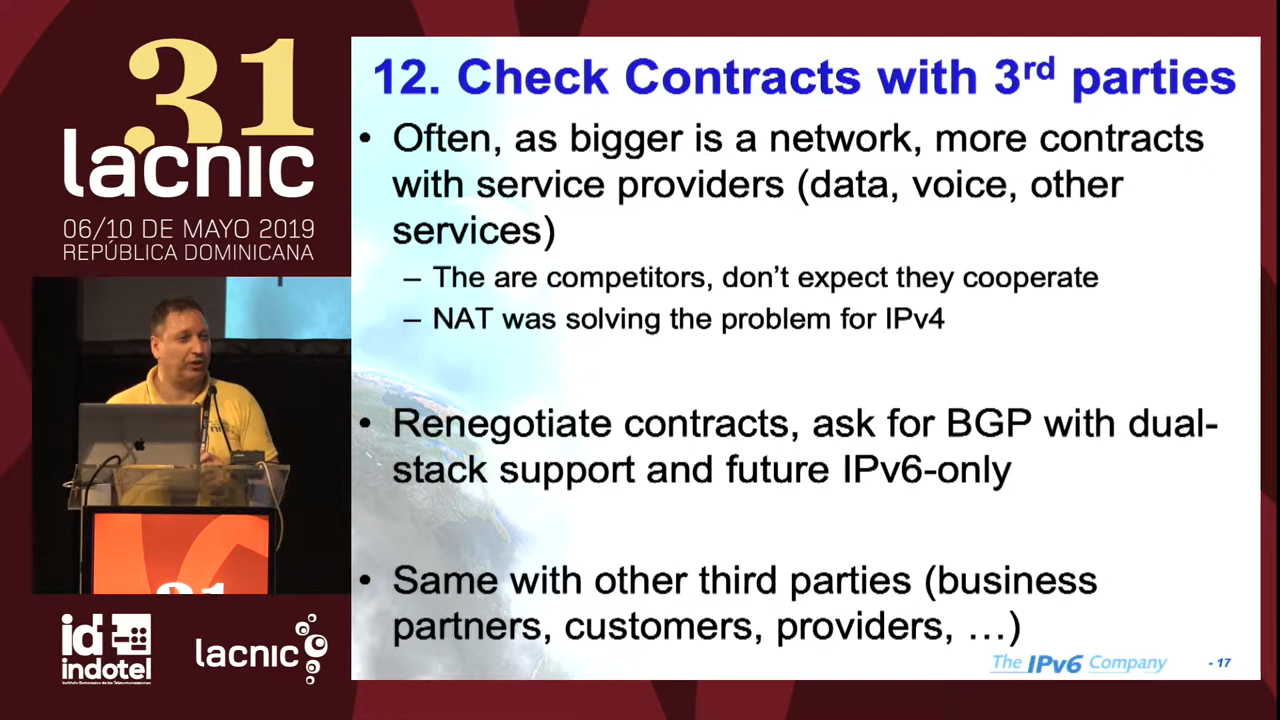 31
lacnic
06/10 DE MAYO 2019
REPÚBLICA DOMINICANA
12. Check Contracts with 3rd parties
• Often, as bigger is a network, more contracts
with service providers (data, voice, other
services)
– The are competitors, don't expect they cooperate
– NAT was solving the problem for IPv4
• Renegotiate contracts, ask for BGP with dual-
stack support and future IPv6-only
• Same with other third parties (business
partners, customers, providers, …)
The IPv6 Company
- 17
31
id
indotel
lacnic